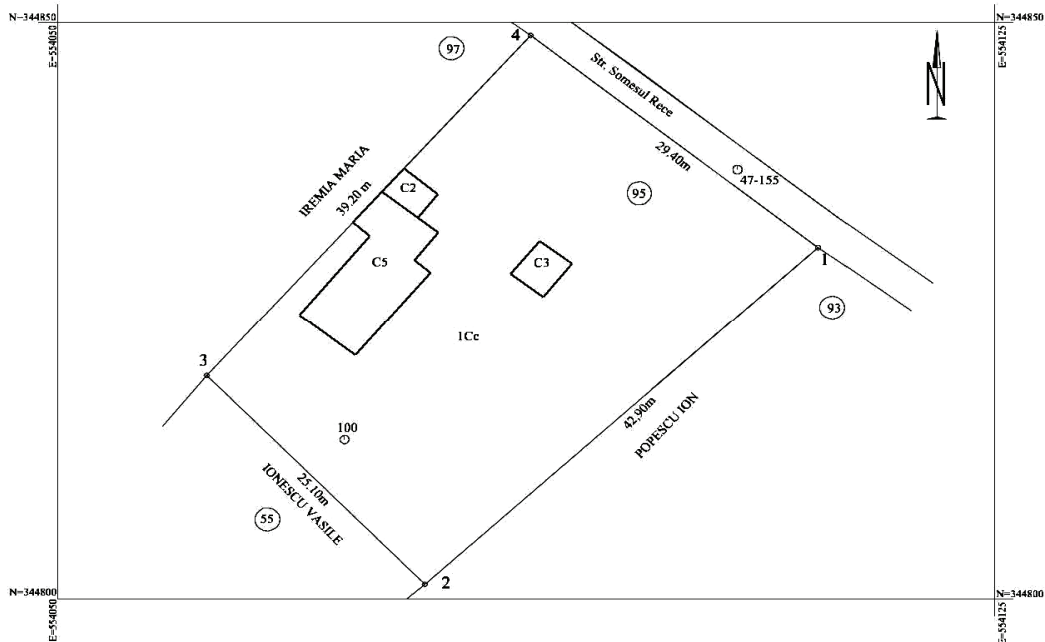 N=344850
E=554050
N=344850
E=554125
4
97
Str. Somesul Rece
N
29.40m
47-155
95
IREMIA MARIA
39.20 m
C2
C5
C3
1
93
1Cc
3
42,90m
POPESCU ION
100
25.10m
IONESCU VASILE
55
2
N=344800
E=554050
N=344800
E=554125